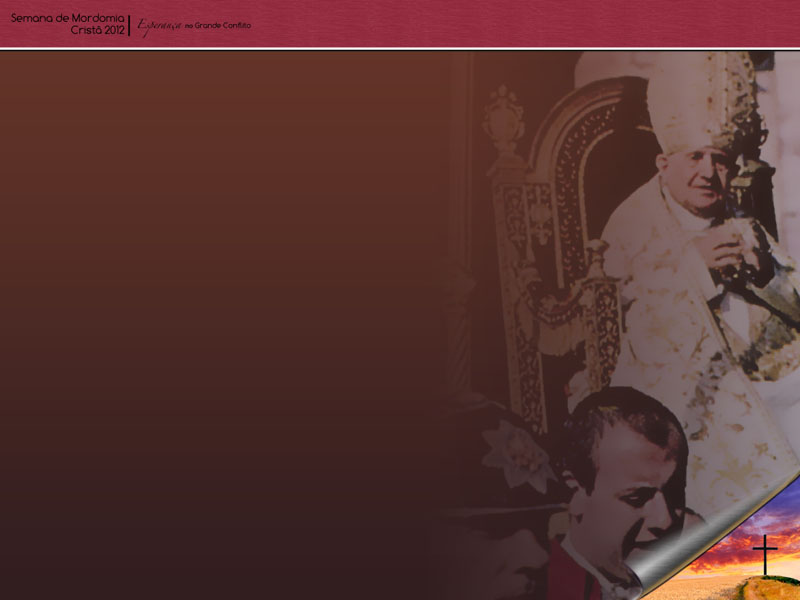 Semana de Mordomia
Cristã 2012
Esperança no Grande Conflito